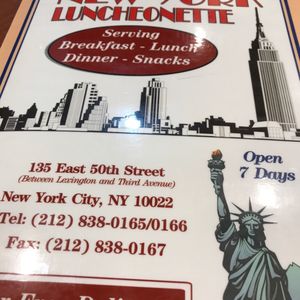 NEW YORK
LUNCHEONETTE
Serving
Breakfast - Lunch
Dinner - Snacks
135 East 50th Street
(Between Lexington and Third Avenue)
New York City, NY 10022
Tel: (212) 838-0165/0166
Fax: (212) 838-0167
Open
7 Days